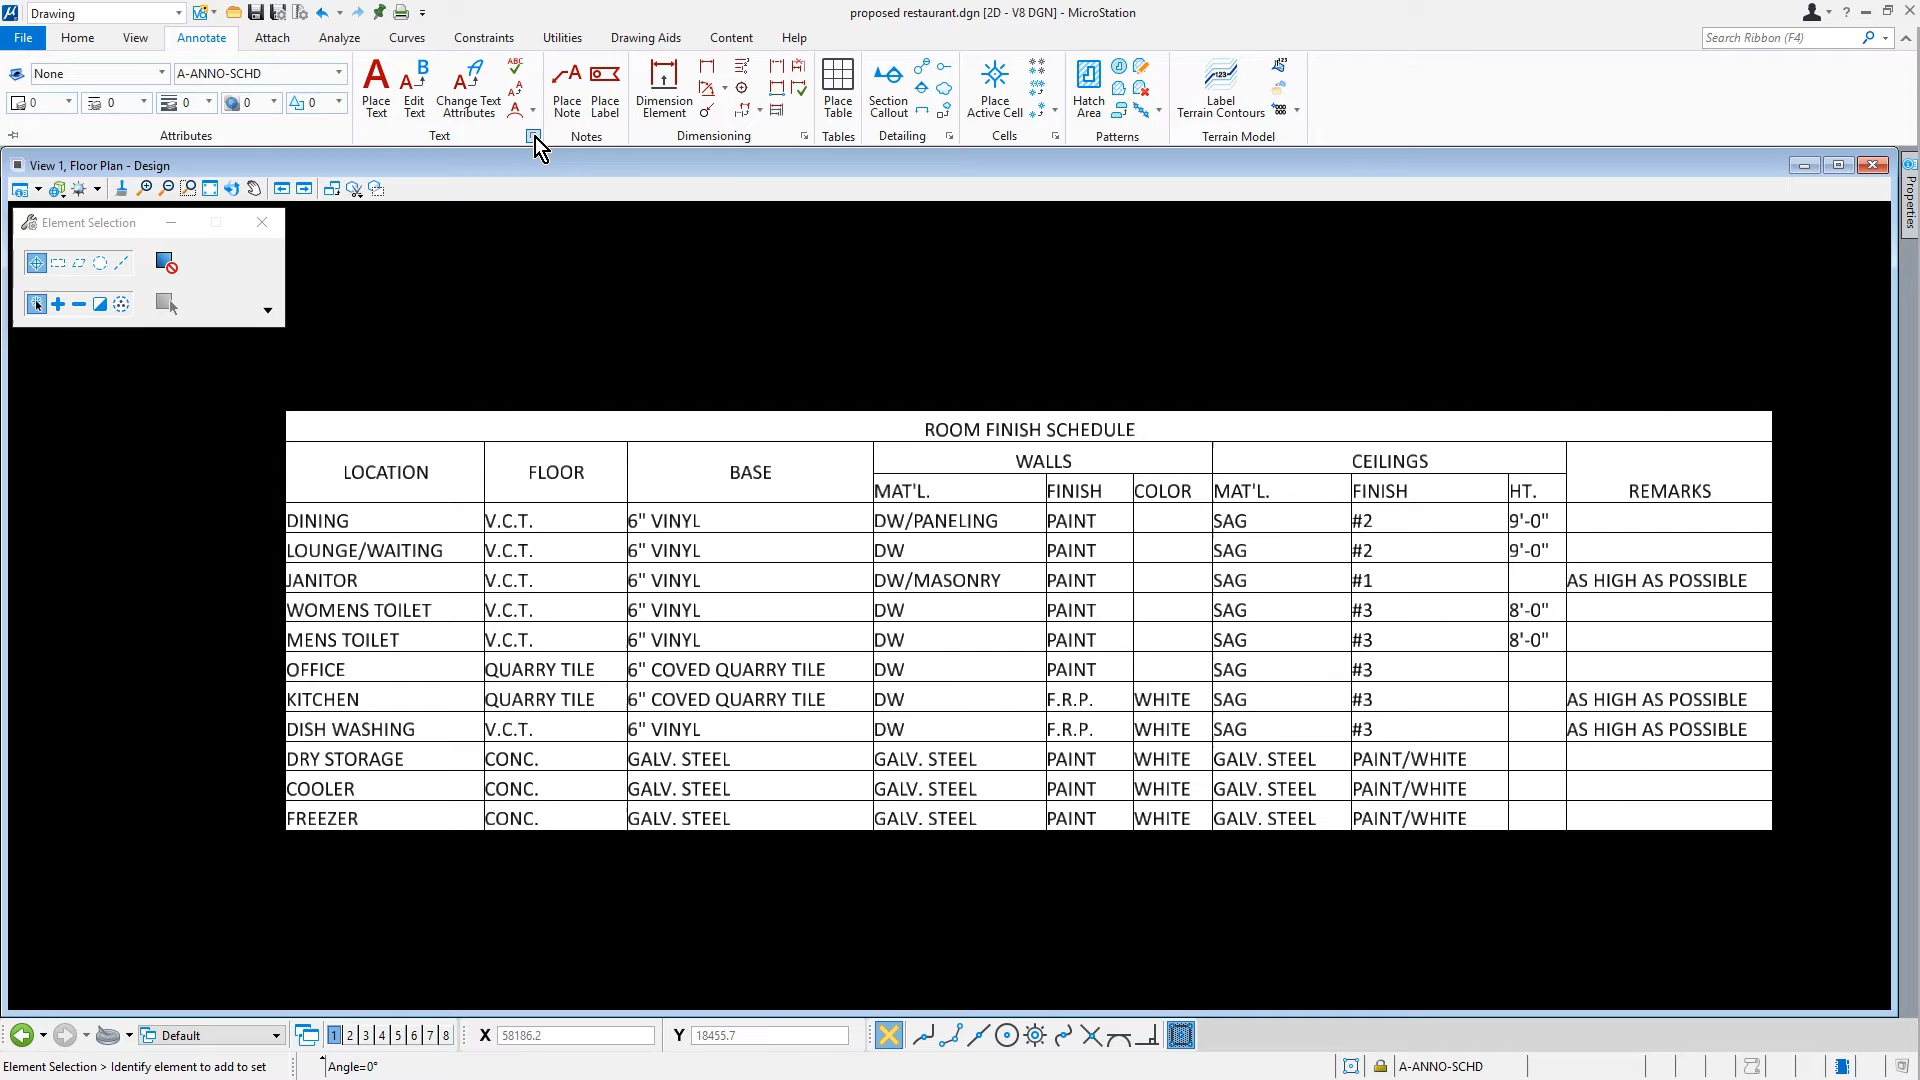 Drawing
proposed restaurant.dgn [2D - V8 DGN] - MicroStation
File Home View Annotate Attach Analyze Curves Constraints Utilities Drawing Aids Content Help
Search Ribbon (F4)
None A-ANNO-SCHD
0 0 0 0 0
Attributes
Place Text
Edit Text
Change Text Attributes
ABC
Text
Place Note
Place Label
Notes
Dimension Element
Dimensioning
Place Table
Tables
Section Callout
Detailing
Place Active Cell
Cells
Hatch Area
Patterns
Label Terrain Contours
Terrain Model
View 1, Floor Plan - Design
Properties
Element Selection
ROOM FINISH SCHEDULE
LOCATION FLOOR BASE WALLS CEILINGS REMARKS
MAT'L. FINISH COLOR MAT'L. FINISH HT.
DINING V.C.T. 6" VINYL DW/PANELING PAINT SAG #2 9'-0"
LOUNGE/WAITING V.C.T. 6" VINYL DW PAINT SAG #2 9'-0"
JANITOR V.C.T. 6" VINYL DW/MASONRY PAINT SAG #1 AS HIGH AS POSSIBLE
WOMENS TOILET V.C.T. 6" VINYL DW PAINT SAG #3 8'-0"
MENS TOILET V.C.T. 6" VINYL DW PAINT SAG #3 8'-0"
OFFICE QUARRY TILE 6" COVED QUARRY TILE DW PAINT SAG #3
KITCHEN QUARRY TILE 6" COVED QUARRY TILE DW F.R.P. WHITE SAG #3 AS HIGH AS POSSIBLE
DISH WASHING V.C.T. 6" VINYL DW F.R.P. WHITE SAG #3 AS HIGH AS POSSIBLE
DRY STORAGE CONC. GALV. STEEL GALV. STEEL PAINT WHITE GALV. STEEL PAINT/WHITE
COOLER CONC. GALV. STEEL GALV. STEEL PAINT WHITE GALV. STEEL PAINT/WHITE
FREEZER CONC. GALV. STEEL GALV. STEEL PAINT WHITE GALV. STEEL PAINT/WHITE
Default 1 2 3 4 5 6 7 8 X 58186.2 Y 18455.7
Element Selection > Identify element to add to set Angle=0° A-ANNO-SCHD